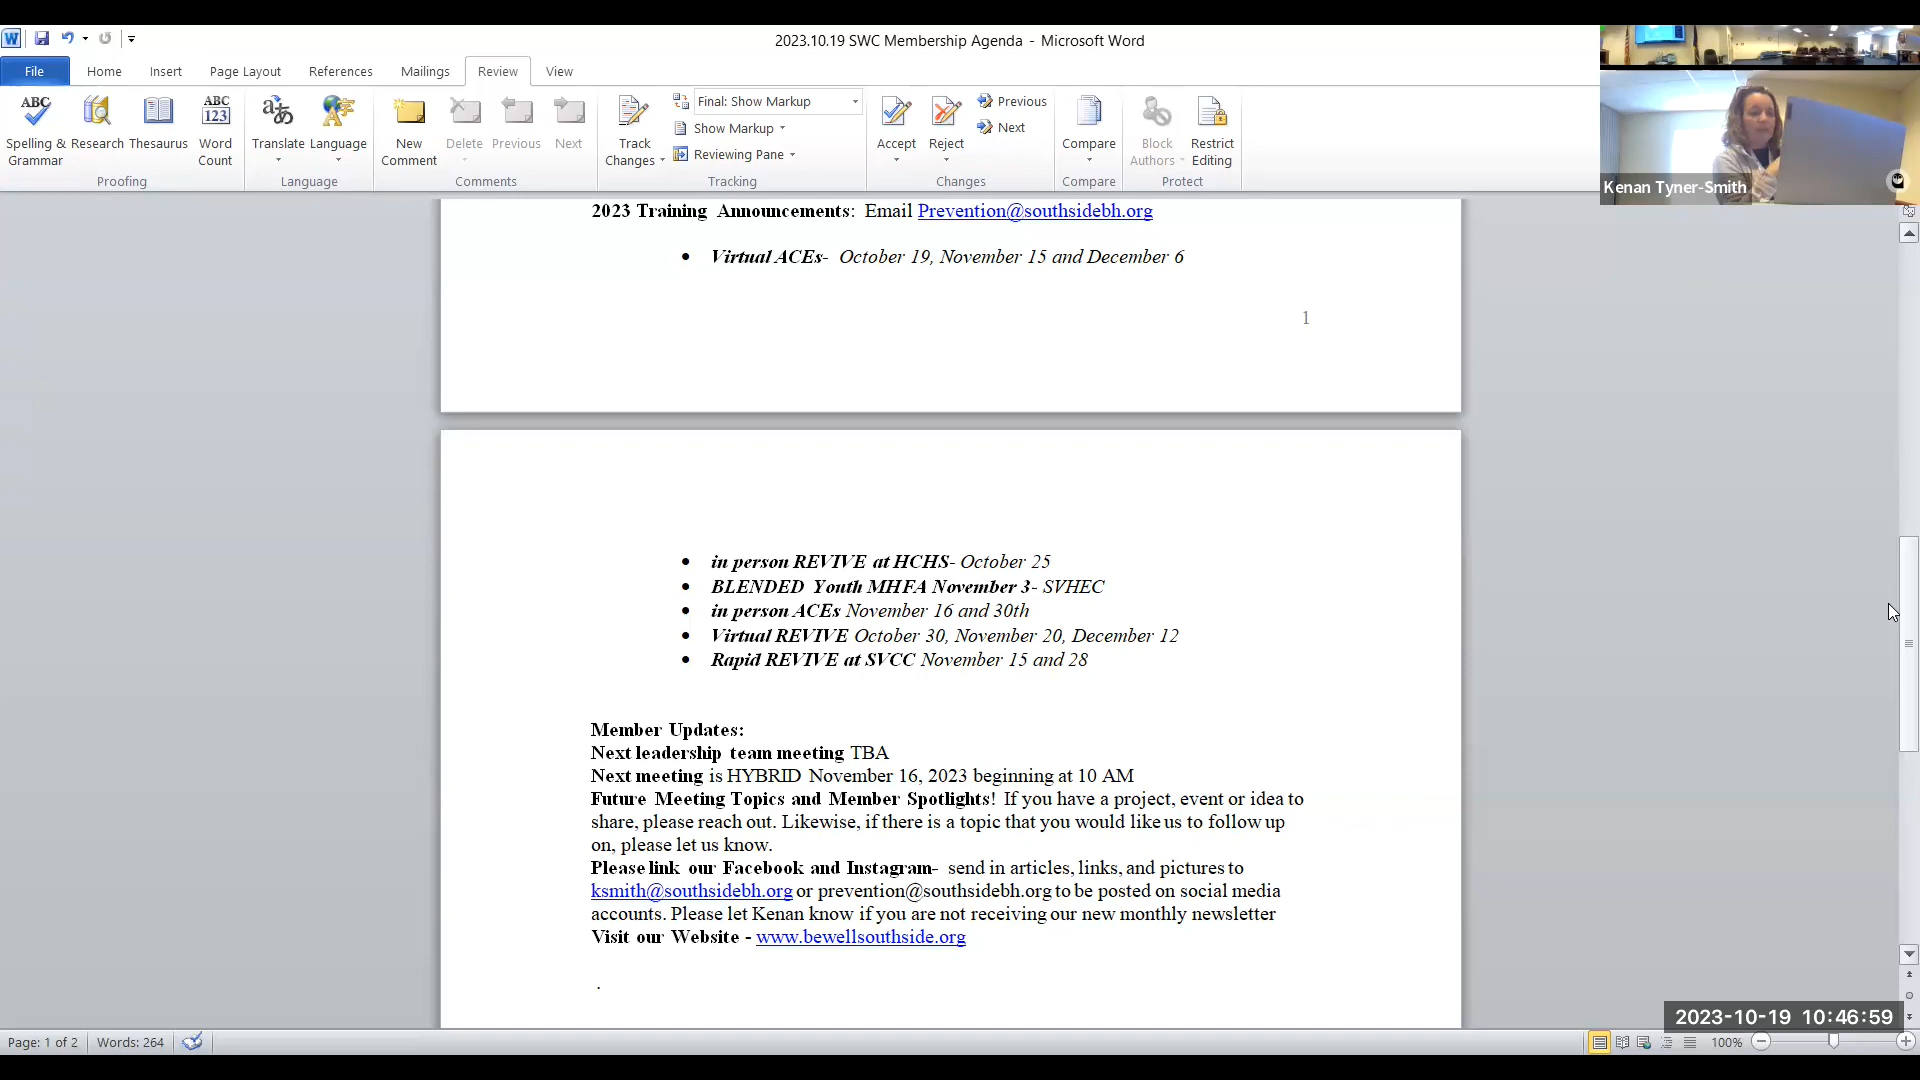 2023.10.19 SWC Membership Agenda - Microsoft Word
File Home Insert Page Layout References Mailings Review View
ABC ABC 123 Final: Show Markup Previous
Show Markup Next
Reviewing Pane
Spelling & Grammar Research Thesaurus Word Count Translate Language New Comment Delete Previous Next Track Changes Accept Reject Compare Block Authors Restrict Editing
Proofing Language Comments Tracking Changes Compare Protect
Kenan Tyner-Smith
2023 Training Announcements: Email Prevention@southsidebh.org
• Virtual ACEs- October 19, November 15 and December 6
1
• in person REVIVE at HCHS- October 25
• BLENDED Youth MHFA November 3- SVHEC
• in person ACEs November 16 and 30th
• Virtual REVIVE October 30, November 20, December 12
• Rapid REVIVE at SVCC November 15 and 28
Member Updates:
Next leadership team meeting TBA
Next meeting is HYBRID November 16, 2023 beginning at 10 AM
Future Meeting Topics and Member Spotlights! If you have a project, event or idea to
share, please reach out. Likewise, if there is a topic that you would like us to follow up
on, please let us know.
Please link our Facebook and Instagram- send in articles, links, and pictures to
ksmith@southsidebh.org or prevention@southsidebh.org to be posted on social media
accounts. Please let Kenan know if you are not receiving our new monthly newsletter
Visit our Website - www.bewellsouthside.org
.
2023-10-19 10:46:59
Page: 1 of 2 Words: 264 100%